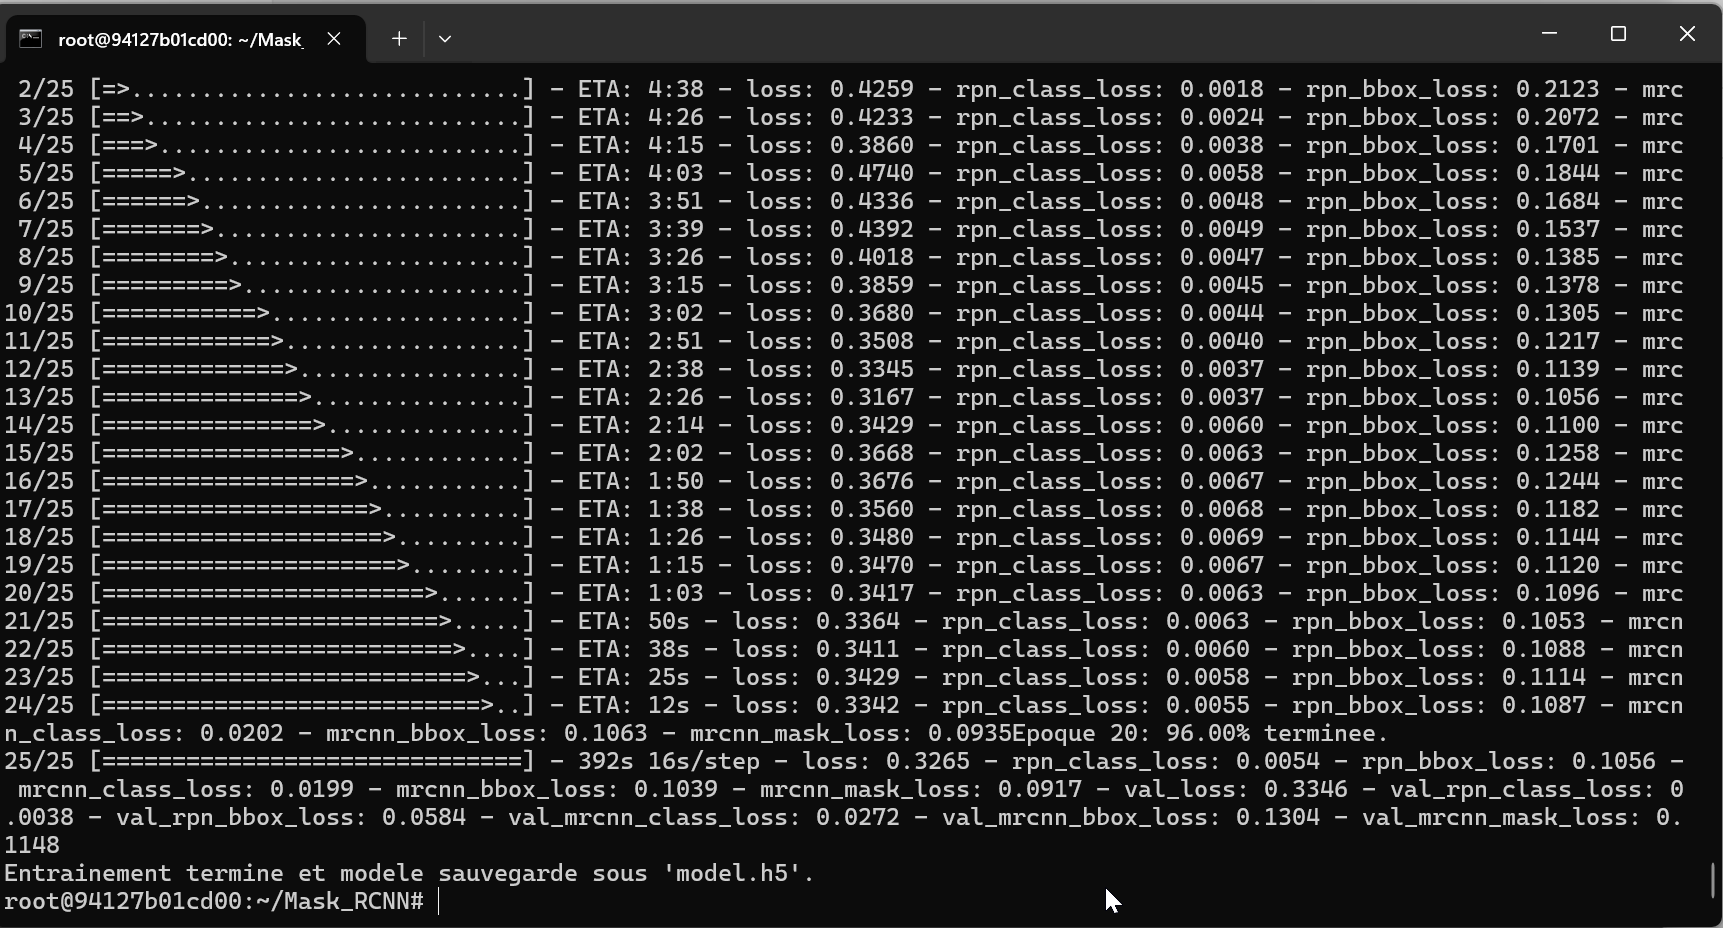 root@94127b01cd00: ~/Mask_
2/25 [=>............................] - ETA: 4:38 - loss: 0.4259 - rpn_class_loss: 0.0018 - rpn_bbox_loss: 0.2123 - mrc
3/25 [==>...........................] - ETA: 4:26 - loss: 0.4233 - rpn_class_loss: 0.0024 - rpn_bbox_loss: 0.2072 - mrc
4/25 [===>..........................] - ETA: 4:15 - loss: 0.3860 - rpn_class_loss: 0.0038 - rpn_bbox_loss: 0.1701 - mrc
5/25 [=====>........................] - ETA: 4:03 - loss: 0.4740 - rpn_class_loss: 0.0058 - rpn_bbox_loss: 0.1844 - mrc
6/25 [======>.......................] - ETA: 3:51 - loss: 0.4336 - rpn_class_loss: 0.0048 - rpn_bbox_loss: 0.1684 - mrc
7/25 [=======>......................] - ETA: 3:39 - loss: 0.4392 - rpn_class_loss: 0.0049 - rpn_bbox_loss: 0.1537 - mrc
8/25 [========>.....................] - ETA: 3:26 - loss: 0.4018 - rpn_class_loss: 0.0047 - rpn_bbox_loss: 0.1385 - mrc
9/25 [=========>....................] - ETA: 3:15 - loss: 0.3859 - rpn_class_loss: 0.0045 - rpn_bbox_loss: 0.1378 - mrc
10/25 [===========>..................] - ETA: 3:02 - loss: 0.3680 - rpn_class_loss: 0.0044 - rpn_bbox_loss: 0.1305 - mrc
11/25 [============>.................] - ETA: 2:51 - loss: 0.3508 - rpn_class_loss: 0.0040 - rpn_bbox_loss: 0.1217 - mrc
12/25 [=============>................] - ETA: 2:38 - loss: 0.3345 - rpn_class_loss: 0.0037 - rpn_bbox_loss: 0.1139 - mrc
13/25 [==============>...............] - ETA: 2:26 - loss: 0.3167 - rpn_class_loss: 0.0037 - rpn_bbox_loss: 0.1056 - mrc
14/25 [===============>..............] - ETA: 2:14 - loss: 0.3429 - rpn_class_loss: 0.0060 - rpn_bbox_loss: 0.1100 - mrc
15/25 [=================>............] - ETA: 2:02 - loss: 0.3668 - rpn_class_loss: 0.0063 - rpn_bbox_loss: 0.1258 - mrc
16/25 [==================>...........] - ETA: 1:50 - loss: 0.3676 - rpn_class_loss: 0.0067 - rpn_bbox_loss: 0.1244 - mrc
17/25 [===================>..........] - ETA: 1:38 - loss: 0.3560 - rpn_class_loss: 0.0068 - rpn_bbox_loss: 0.1182 - mrc
18/25 [====================>.........] - ETA: 1:26 - loss: 0.3480 - rpn_class_loss: 0.0069 - rpn_bbox_loss: 0.1144 - mrc
19/25 [=====================>........] - ETA: 1:15 - loss: 0.3470 - rpn_class_loss: 0.0067 - rpn_bbox_loss: 0.1120 - mrc
20/25 [=======================>......] - ETA: 1:03 - loss: 0.3417 - rpn_class_loss: 0.0063 - rpn_bbox_loss: 0.1096 - mrc
21/25 [========================>.....] - ETA: 50s - loss: 0.3364 - rpn_class_loss: 0.0063 - rpn_bbox_loss: 0.1053 - mrcn
22/25 [=========================>....] - ETA: 38s - loss: 0.3411 - rpn_class_loss: 0.0060 - rpn_bbox_loss: 0.1088 - mrcn
23/25 [==========================>...] - ETA: 25s - loss: 0.3429 - rpn_class_loss: 0.0058 - rpn_bbox_loss: 0.1114 - mrcn
24/25 [===========================>..] - ETA: 12s - loss: 0.3342 - rpn_class_loss: 0.0055 - rpn_bbox_loss: 0.1087 - mrcn
n_class_loss: 0.0202 - mrcnn_bbox_loss: 0.1063 - mrcnn_mask_loss: 0.0935Epoque 20: 96.00% terminee.
25/25 [==============================] - 392s 16s/step - loss: 0.3265 - rpn_class_loss: 0.0054 - rpn_bbox_loss: 0.1056 -
mrcnn_class_loss: 0.0199 - mrcnn_bbox_loss: 0.1039 - mrcnn_mask_loss: 0.0917 - val_loss: 0.3346 - val_rpn_class_loss: 0
.0038 - val_rpn_bbox_loss: 0.0584 - val_mrcnn_class_loss: 0.0272 - val_mrcnn_bbox_loss: 0.1304 - val_mrcnn_mask_loss: 0.
1148
Entrainement termine et modele sauvegarde sous 'model.h5'.
root@94127b01cd00:~/Mask_RCNN#